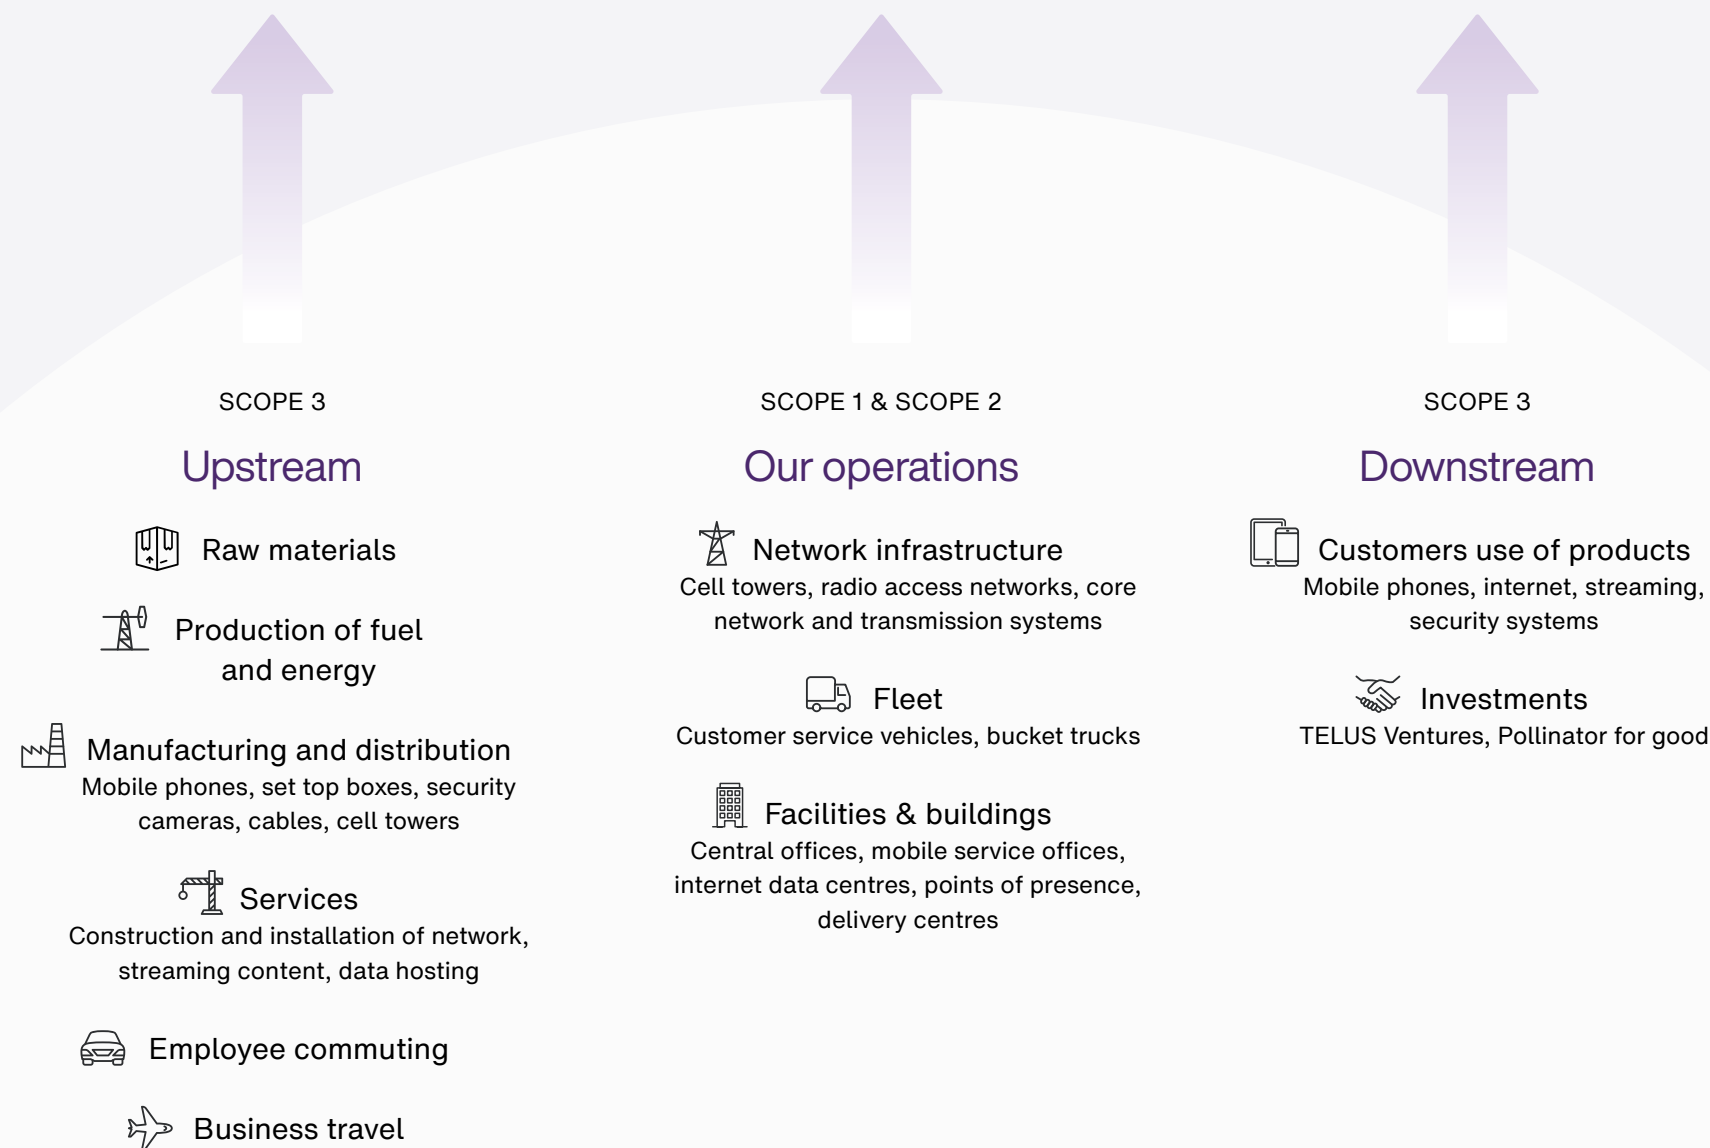 SCOPE 3
Upstream
Raw materials
Production of fuel
and energy
Manufacturing and distribution
Mobile phones, set top boxes, security
cameras, cables, cell towers
Services
Construction and installation of network,
streaming content, data hosting
Employee commuting
Business travel
SCOPE 1 & SCOPE 2
Our operations
Network infrastructure
Cell towers, radio access networks, core
network and transmission systems
Fleet
Customer service vehicles, bucket trucks
Facilities & buildings
Central offices, mobile service offices,
internet data centres, points of presence,
delivery centres
SCOPE 3
Downstream
Customers use of products
Mobile phones, internet, streaming,
security systems
Investments
TELUS Ventures, Pollinator for good